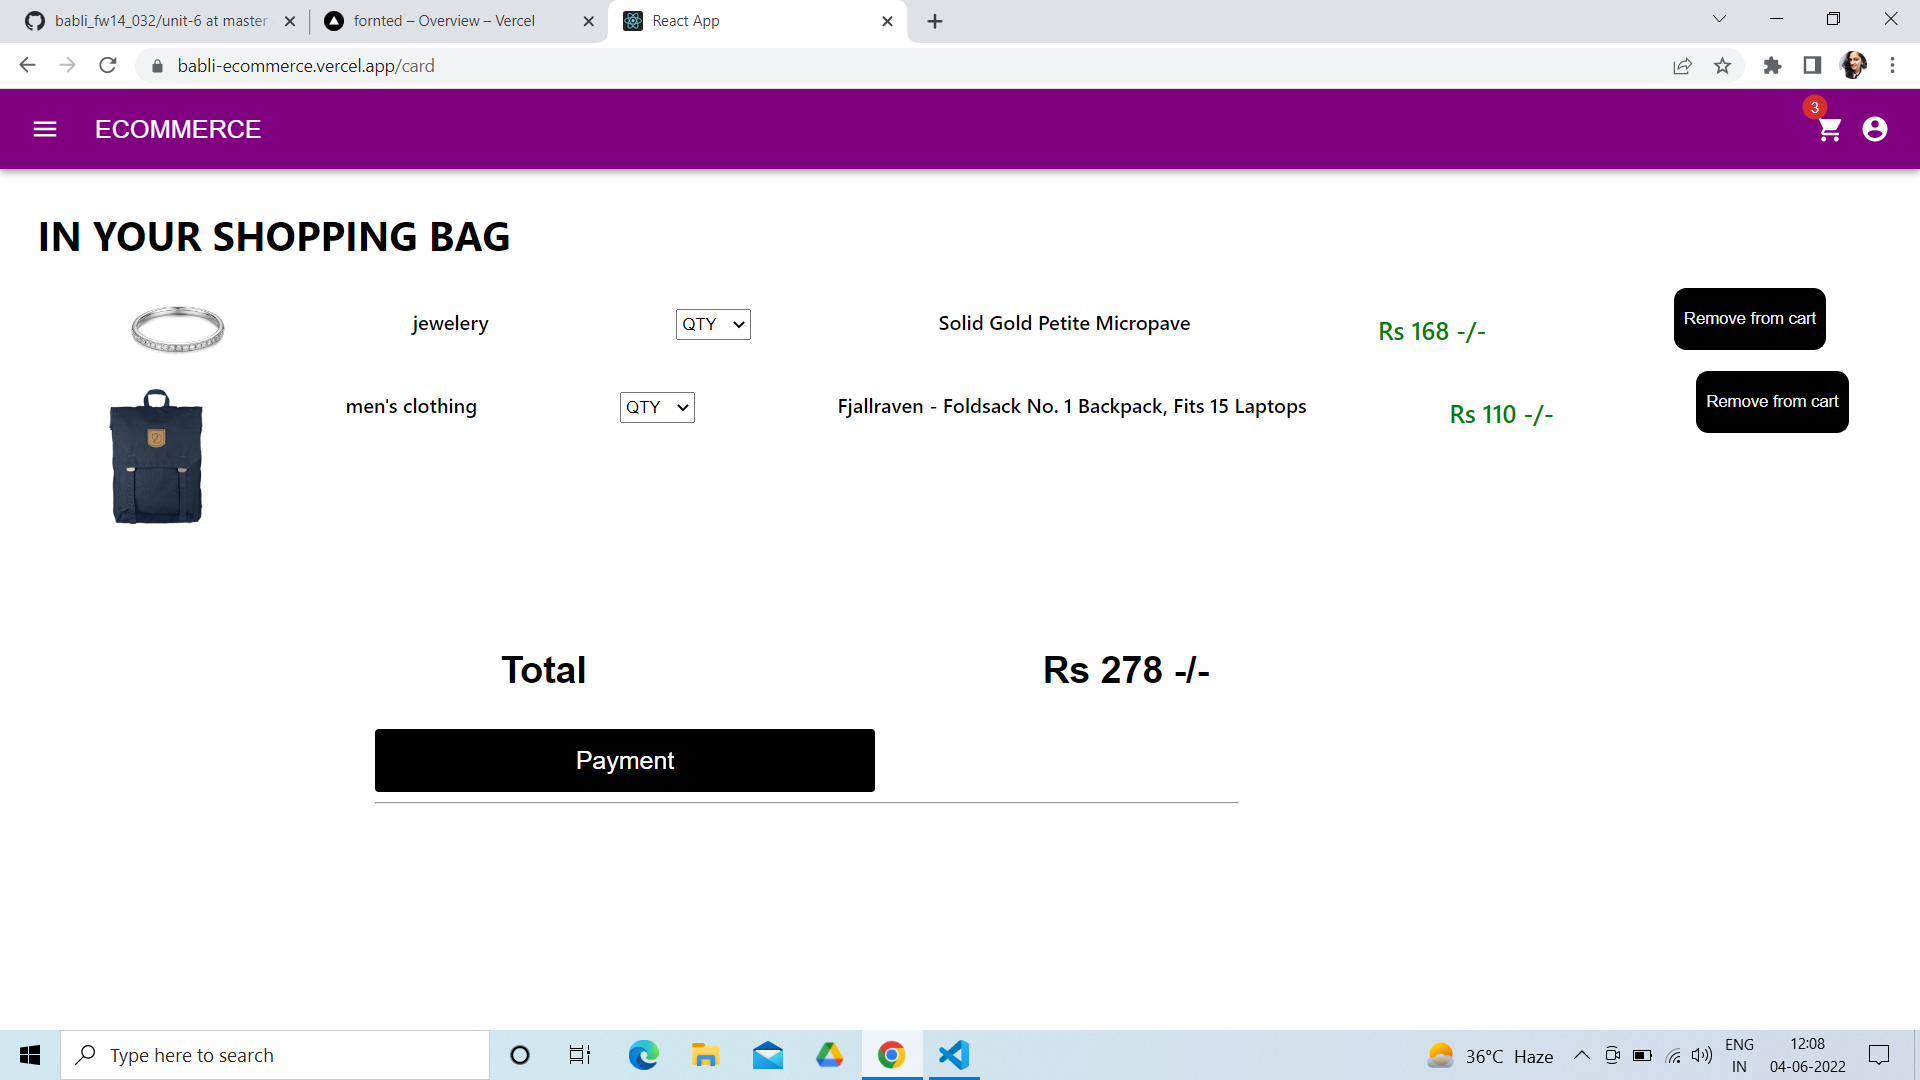 babli_fw14_032/unit-6 at master
fornted – Overview – Vercel
React App
babli-ecommerce.vercel.app/card
ECOMMERCE
3
IN YOUR SHOPPING BAG
jewelery
QTY
Solid Gold Petite Micropave
Rs 168 -/-
Remove from cart
men's clothing
QTY
Fjallraven - Foldsack No. 1 Backpack, Fits 15 Laptops
Rs 110 -/-
Remove from cart
Total
Rs 278 -/-
Payment
Type here to search
36°C Haze
ENG
IN
12:08
04-06-2022